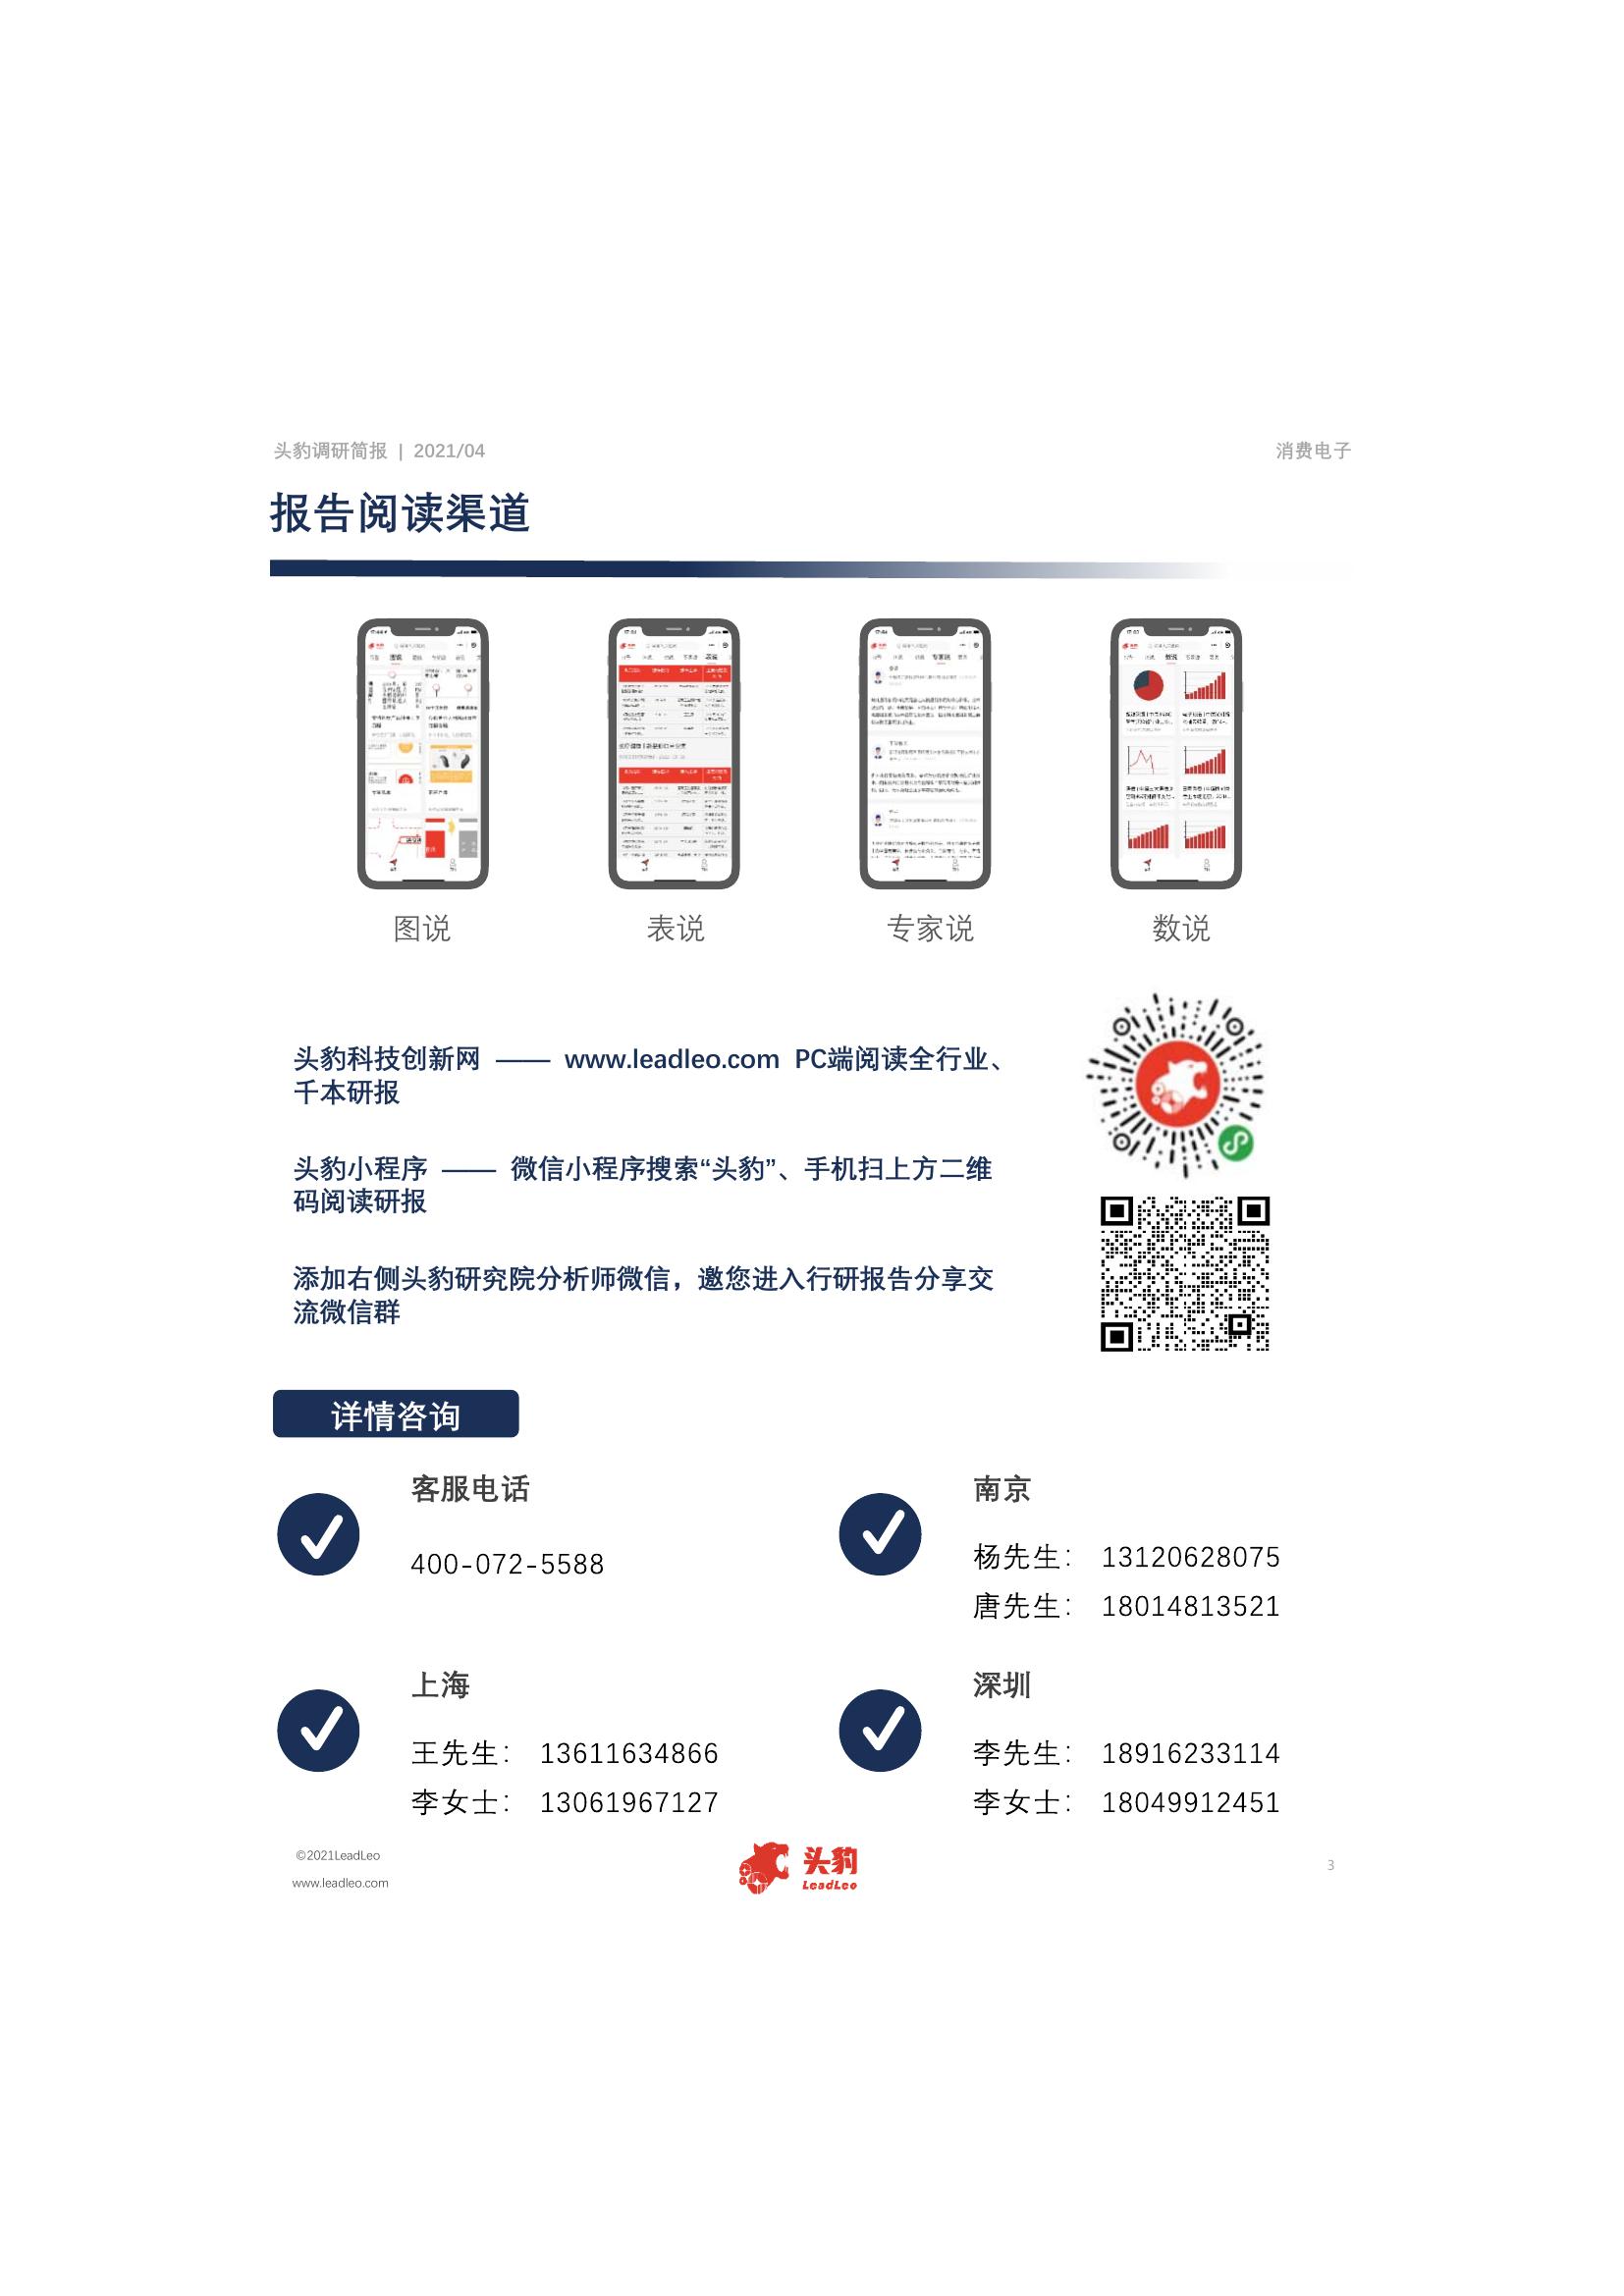 头豹调研简报 | 2021/04
消费电子
报告阅读渠道
图说
表说
专家说
数说
头豹科技创新网 —— www.leadleo.com PC端阅读全行业、
千本研报
头豹小程序 —— 微信小程序搜索“头豹”、手机扫上方二维
码阅读研报
添加右侧头豹研究院分析师微信，邀您进入行研报告分享交
流微信群
详情咨询
客服电话
400-072-5588
南京
杨先生： 13120628075
唐先生： 18014813521
上海
王先生： 13611634866
李女士： 13061967127
深圳
李先生： 18916233114
李女士： 18049912451
©2021LeadLeo
www.leadleo.com
头豹
LeadLeo
3